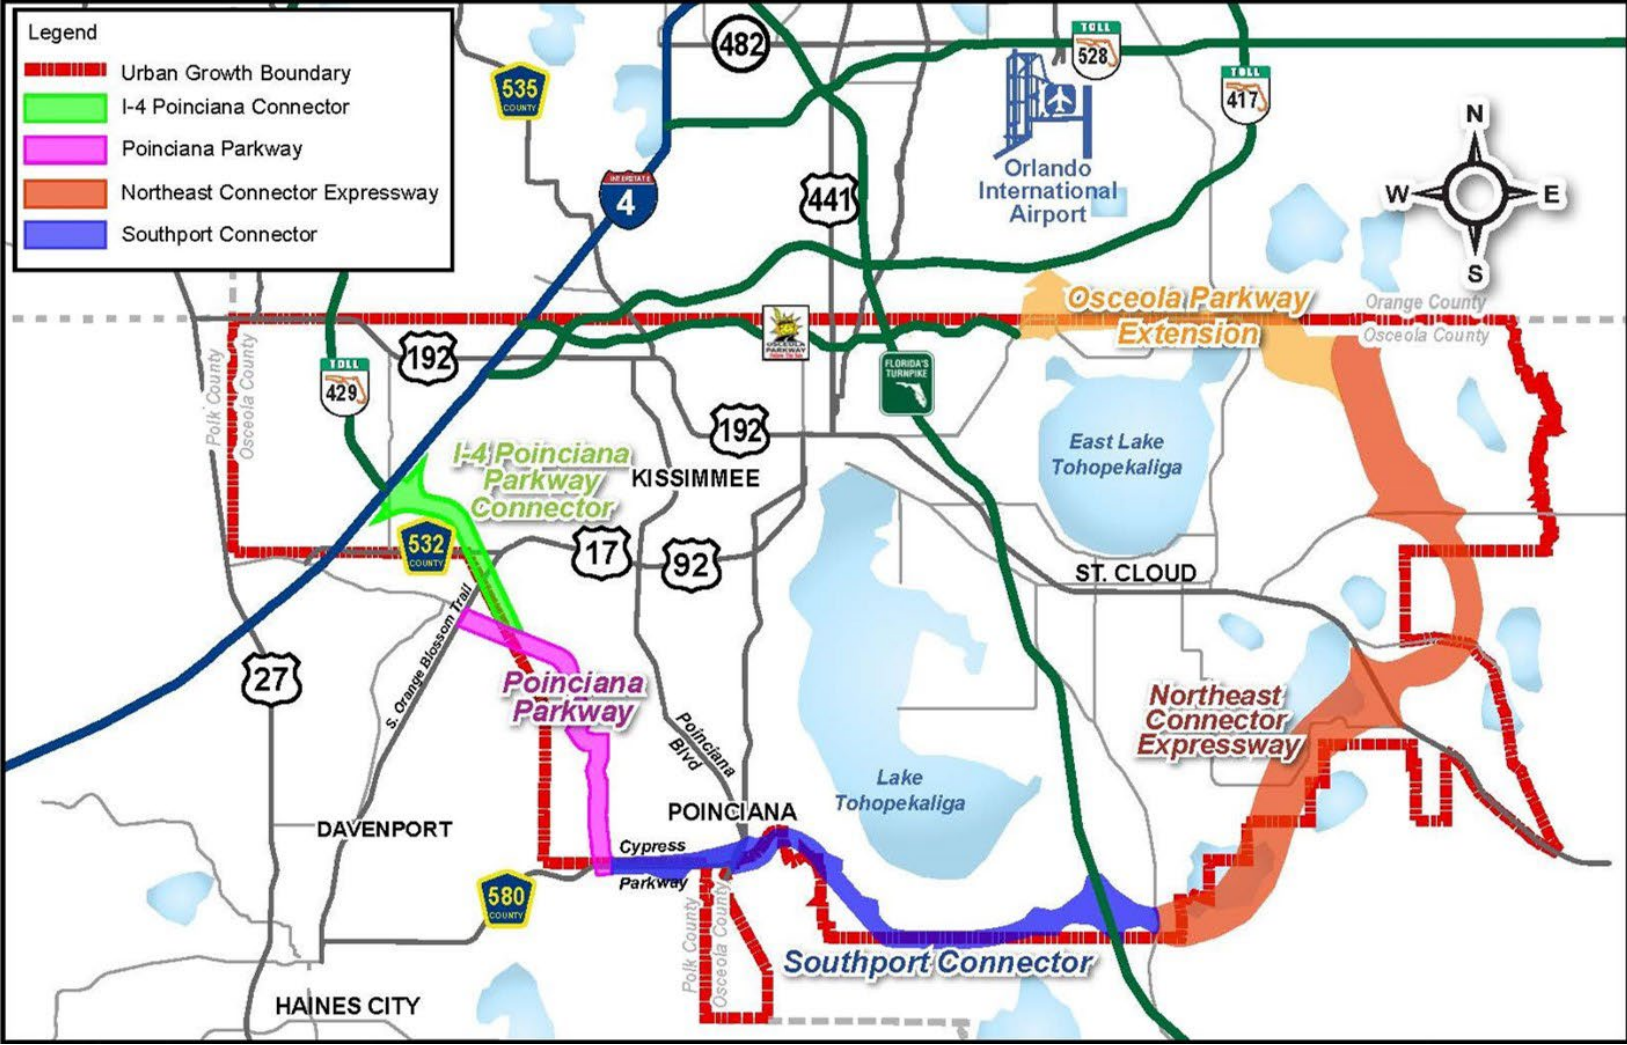 Legend
Urban Growth Boundary
I-4 Poinciana Connector
Poinciana Parkway
Northeast Connector Expressway
Southport Connector
535
COUNTY
482
TOLL
528
TOLL
417
INTERSTATE
4
441
Orlando
International
Airport
N
W
E
S
Osceola Parkway
Extension
Orange County
Osceola County
OSCEOLA
PARKWAY
192
TOLL
429
Polk County
Osceola County
FLORIDA'S
TURNPIKE
192
I-4 Poinciana
Parkway
Connector
KISSIMMEE
East Lake
Tohopekaliga
532
COUNTY
17
92
ST. CLOUD
S. Orange Blossom Trail
27
Poinciana
Parkway
Poinciana
Blvd
Northeast
Connector
Expressway
Lake
Tohopekaliga
POINCIANA
DAVENPORT
Cypress
Parkway
580
COUNTY
Polk County
Osceola County
Southport Connector
HAINES CITY